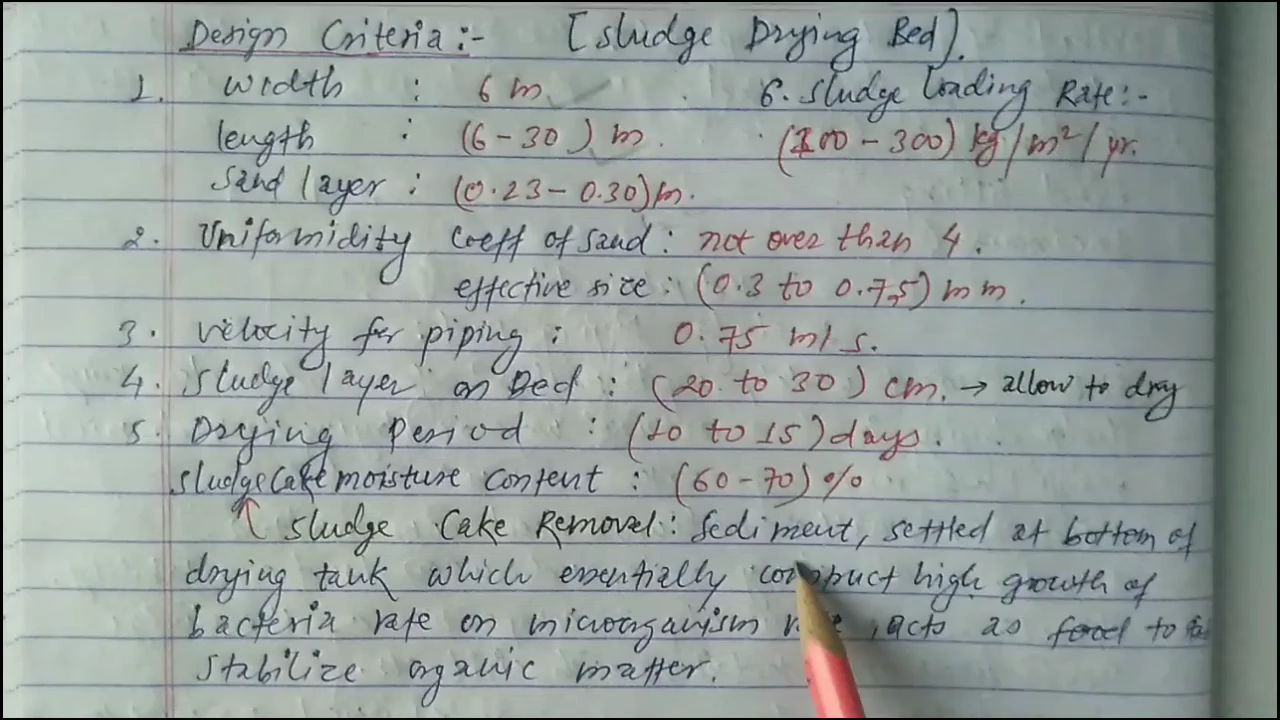 Design Criteria:- [Sludge Drying Bed].
1. Width : 6 m.
length : (6-30) m.
Sand layer : (0.23-0.30)m.
6. Sludge loading Rate:-
(100-300) kg/m²/yr.
2. Uniformidity Coeff of Sand : not over than 4.
effective size : (0.3 to 0.75) mm.
3. Velocity for piping : 0.75 m/s.
4. Sludge layer on Bed : (20 to 30) cm. → allow to dry
5. Drying Period : (10 to 15) days.
Sludge Cake moisture Content : (60-70)%
Sludge Cake Removal : Sediment, settled at bottom of
drying tank which essentially high growth of
bacteria rate on microorganism , acts as food to
stabilize organic matter.